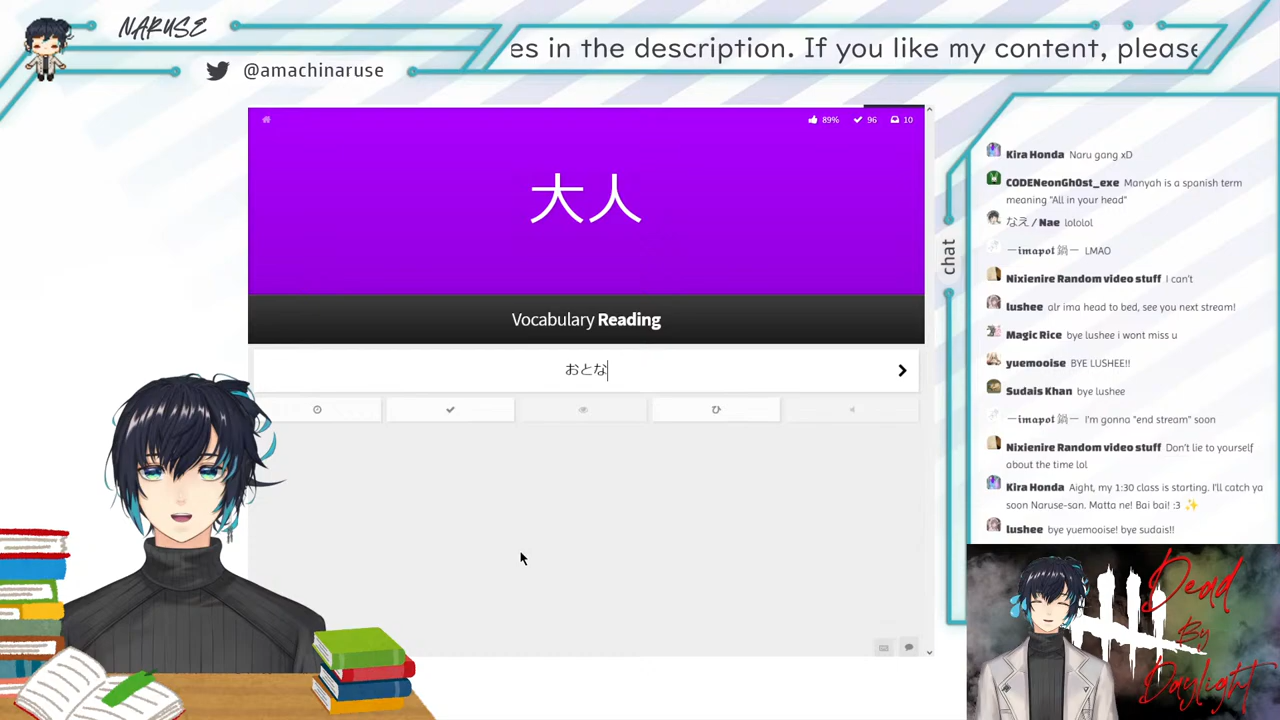 NARUSE
@amachinaruse
es in the description. If you like my content, please
89% 96 10
大人
Vocabulary Reading
おとな
ひ
chat
Kira Honda Naru gang xD
CODENeonGh0st_exe Manyah is a spanish term
meaning "All in your head"
なえ / Nae lololol
一imapot 鍋一 LMAO
Nixienire Random video stuff I can't
lushee alr ima head to bed, see you next stream!
Magic Rice bye lushee i wont miss u
yuemooise BYE LUSHEE!!
Sudais Khan bye lushee
一imapot 鍋一 I'm gonna "end stream" soon
Nixienire Random video stuff Don't lie to yourself
about the time lol
Kira Honda Aight, my 1:30 class is starting. I'll catch ya
soon Naruse-san. Matta ne! Bai bai! :3 ✨
lushee bye yuemooise! bye sudais!!
Dead
By
Daylight